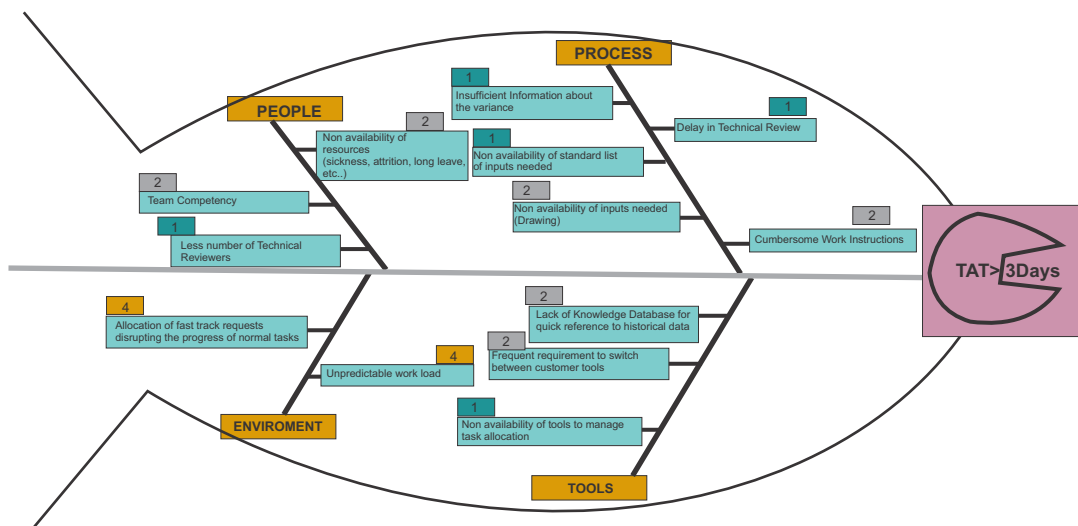 PROCESS
1
Insufficient Information about
the variance
1
Delay in Technical Review
1
Non availability of standard list
of inputs needed
2
Non availability of inputs needed
(Drawing)
2
Cumbersome Work Instructions
PEOPLE
2
Non availability of
resources
(sickness, attrition, long leave,
etc..)
2
Team Competency
1
Less number of Technical
Reviewers
TAT> 3Days
4
Allocation of fast track requests
disrupting the progress of normal tasks
4
Unpredictable work load
ENVIROMENT
2
Lack of Knowledge Database for
quick reference to historical data
2
Frequent requirement to switch
between customer tools
1
Non availability of tools to manage
task allocation
TOOLS